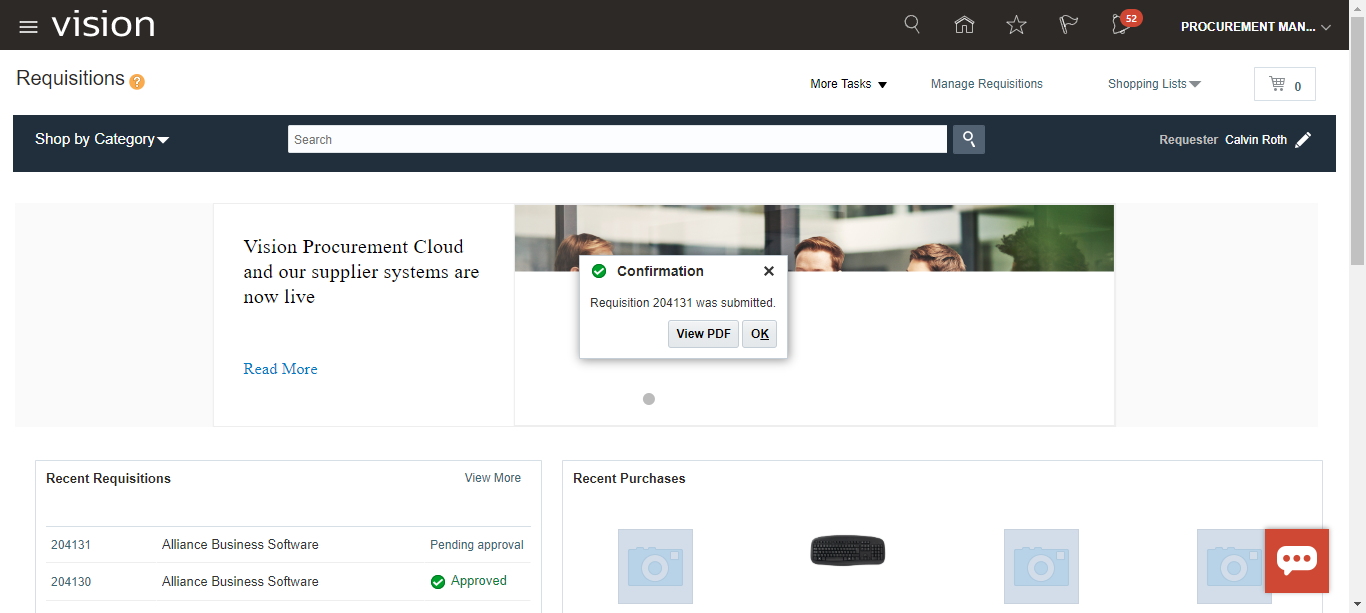 vision
52
PROCUREMENT MAN...
Requisitions
?
More Tasks
Manage Requisitions
Shopping Lists
0
Shop by Category
Search
Requester Calvin Roth
Vision Procurement Cloud
and our supplier systems are
now live
Read More
Confirmation
Requisition 204131 was submitted.
View PDF
OK
Recent Requisitions
View More
204131 Alliance Business Software Pending approval
204130 Alliance Business Software Approved
Recent Purchases